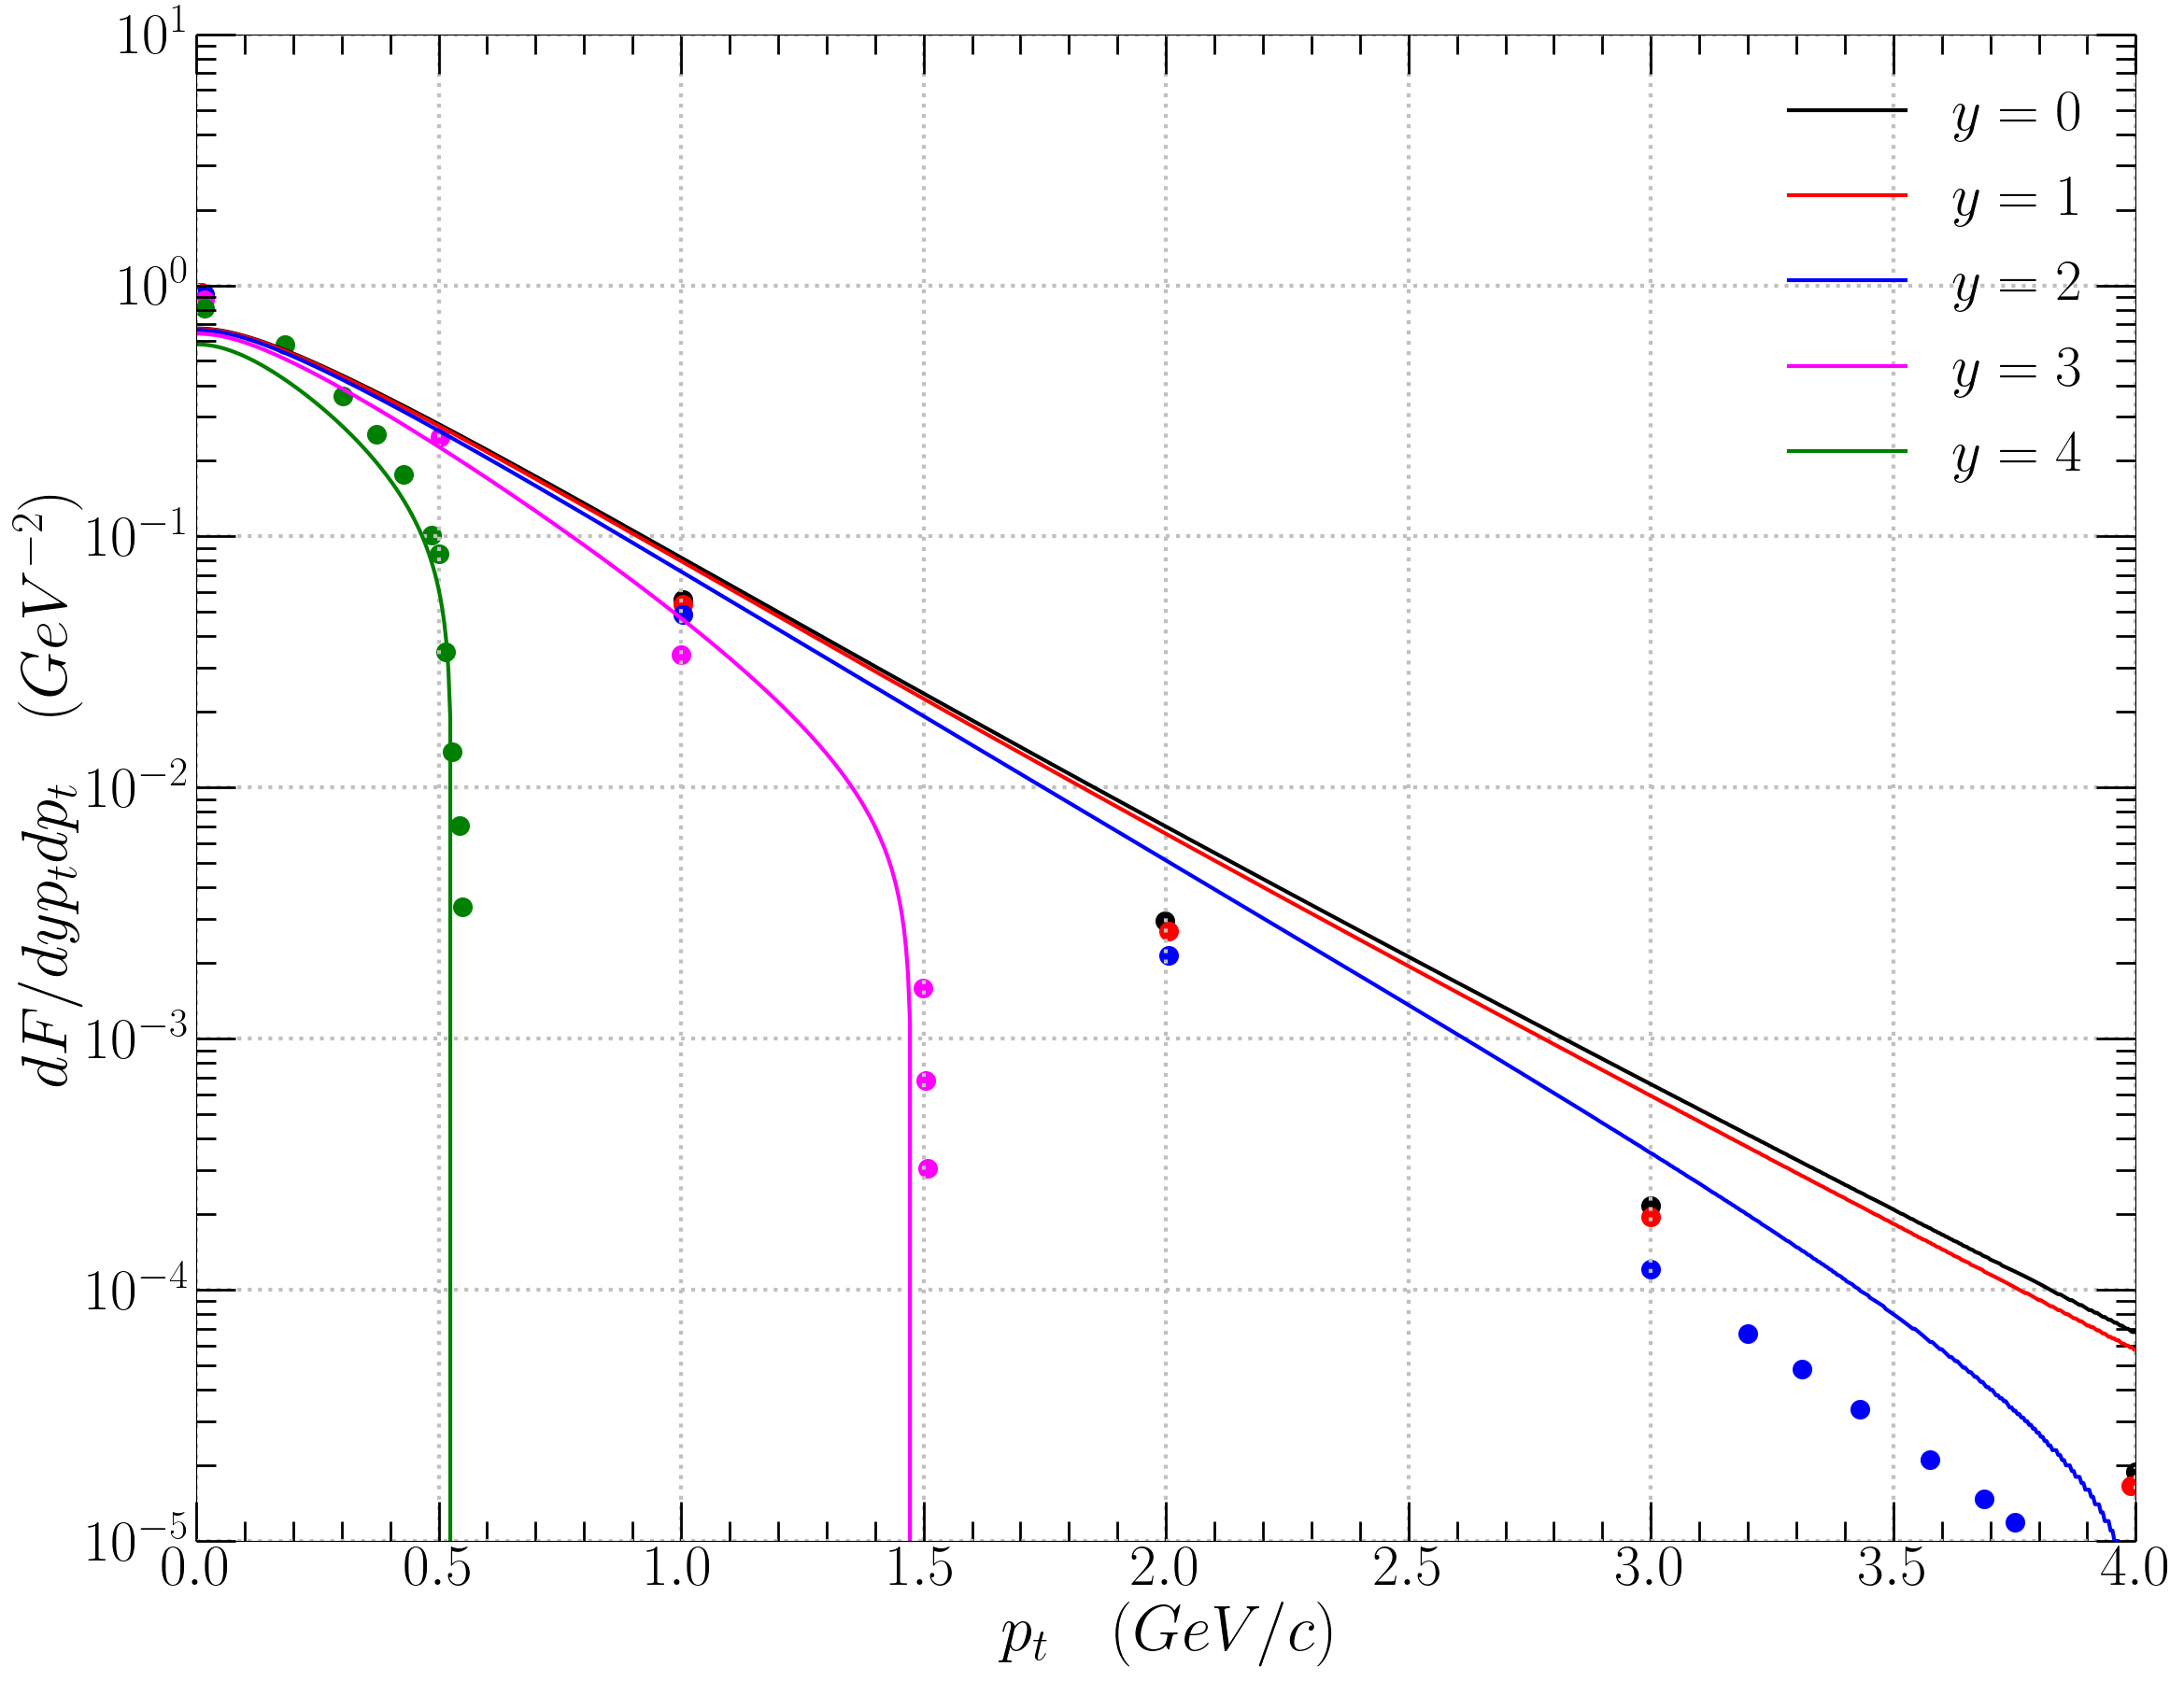 10^1
10^0
10^{-1}
10^{-2}
10^{-3}
10^{-4}
10^{-5}
dF/dyp_tdp_t (GeV^{-2})
y = 0
y = 1
y = 2
y = 3
y = 4
0.0 0.5 1.0 1.5 2.0 2.5 3.0 3.5 4.0
p_t (GeV/c)